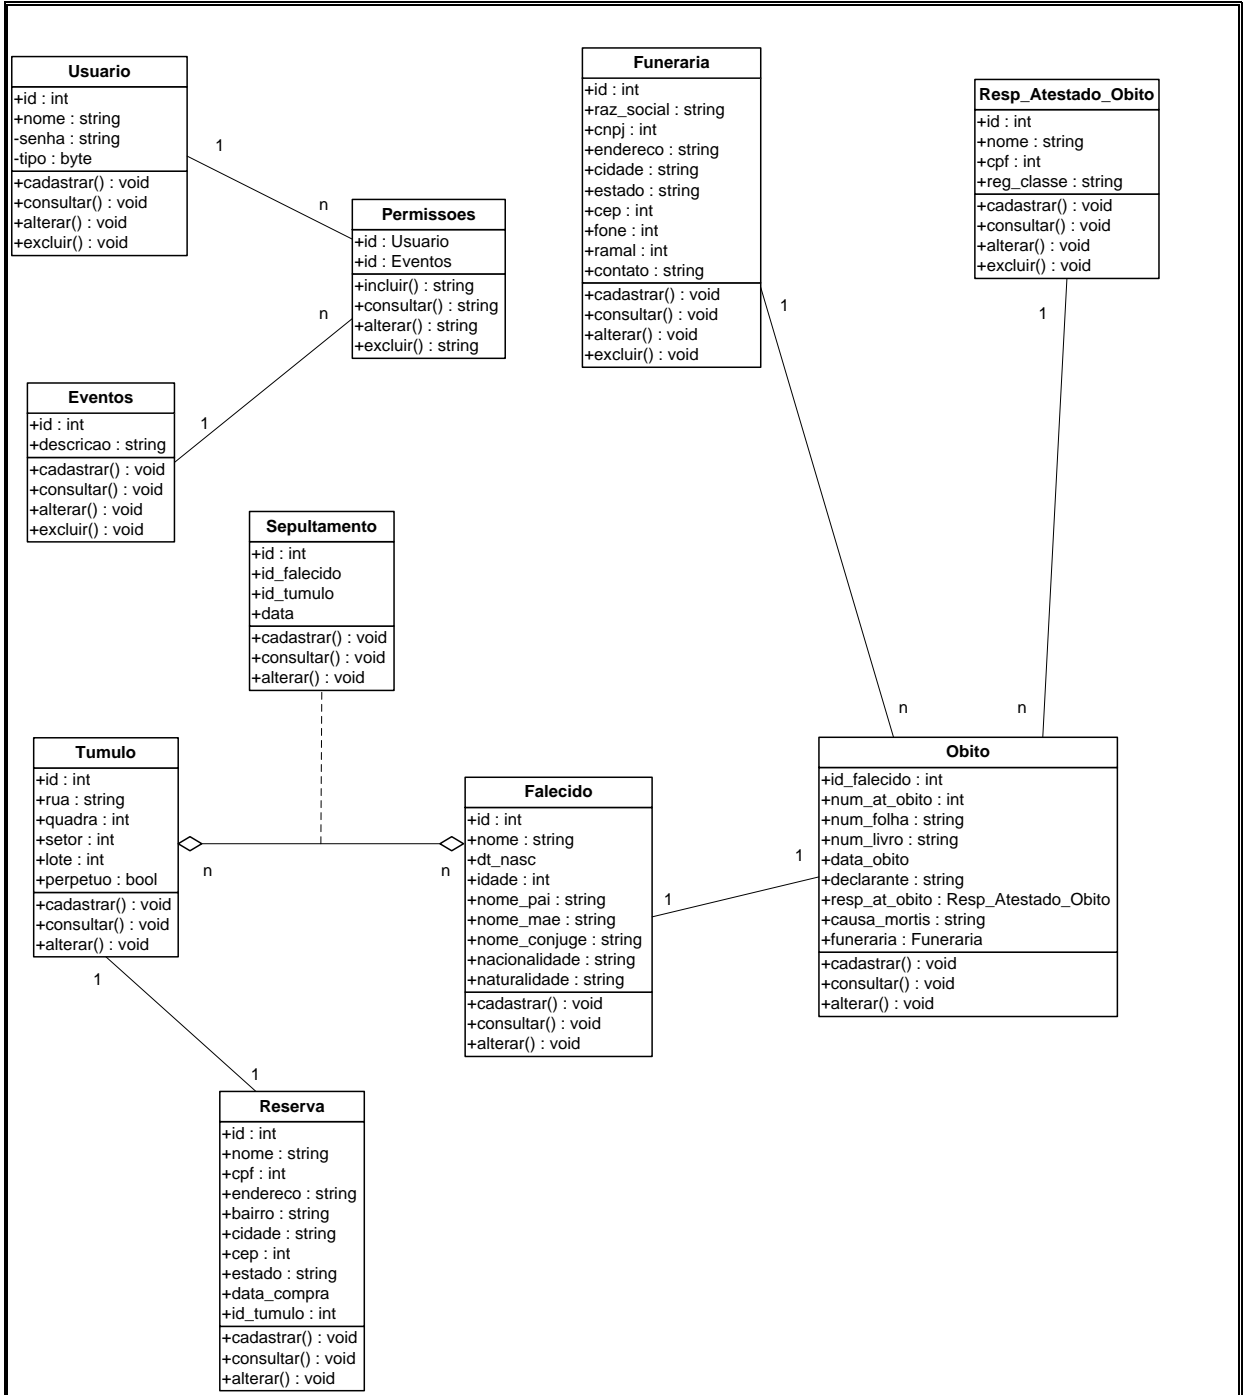 Usuario
+id : int
+nome : string
-senha : string
-tipo : byte
+cadastrar() : void
+consultar() : void
+alterar() : void
+excluir() : void
1
n
Permissoes
+id : Usuario
+id : Eventos
+incluir() : string
+consultar() : string
+alterar() : string
+excluir() : string
n
1
Eventos
+id : int
+descricao : string
+cadastrar() : void
+consultar() : void
+alterar() : void
+excluir() : void
Funeraria
+id : int
+raz_social : string
+cnpj : int
+endereco : string
+cidade : string
+estado : string
+cep : int
+fone : int
+ramal : int
+contato : string
+cadastrar() : void
+consultar() : void
+alterar() : void
+excluir() : void
1
n
Resp_Atestado_Obito
+id : int
+nome : string
+cpf : int
+reg_classe : string
+cadastrar() : void
+consultar() : void
+alterar() : void
+excluir() : void
1
n
Sepultamento
+id : int
+id_falecido
+id_tumulo
+data
+cadastrar() : void
+consultar() : void
+alterar() : void
Tumulo
+id : int
+rua : string
+quadra : int
+setor : int
+lote : int
+perpetuo : bool
+cadastrar() : void
+consultar() : void
+alterar() : void
n
n
Falecido
+id : int
+nome : string
+dt_nasc
+idade : int
+nome_pai : string
+nome_mae : string
+nome_conjuge : string
+nacionalidade : string
+naturalidade : string
+cadastrar() : void
+consultar() : void
+alterar() : void
1
1
Obito
+id_falecido : int
+num_at_obito : int
+num_folha : string
+num_livro : string
+data_obito
+declarante : string
+resp_at_obito : Resp_Atestado_Obito
+causa_mortis : string
+funeraria : Funeraria
+cadastrar() : void
+consultar() : void
+alterar() : void
1
1
Reserva
+id : int
+nome : string
+cpf : int
+endereco : string
+bairro : string
+cidade : string
+cep : int
+estado : string
+data_compra
+id_tumulo : int
+cadastrar() : void
+consultar() : void
+alterar() : void